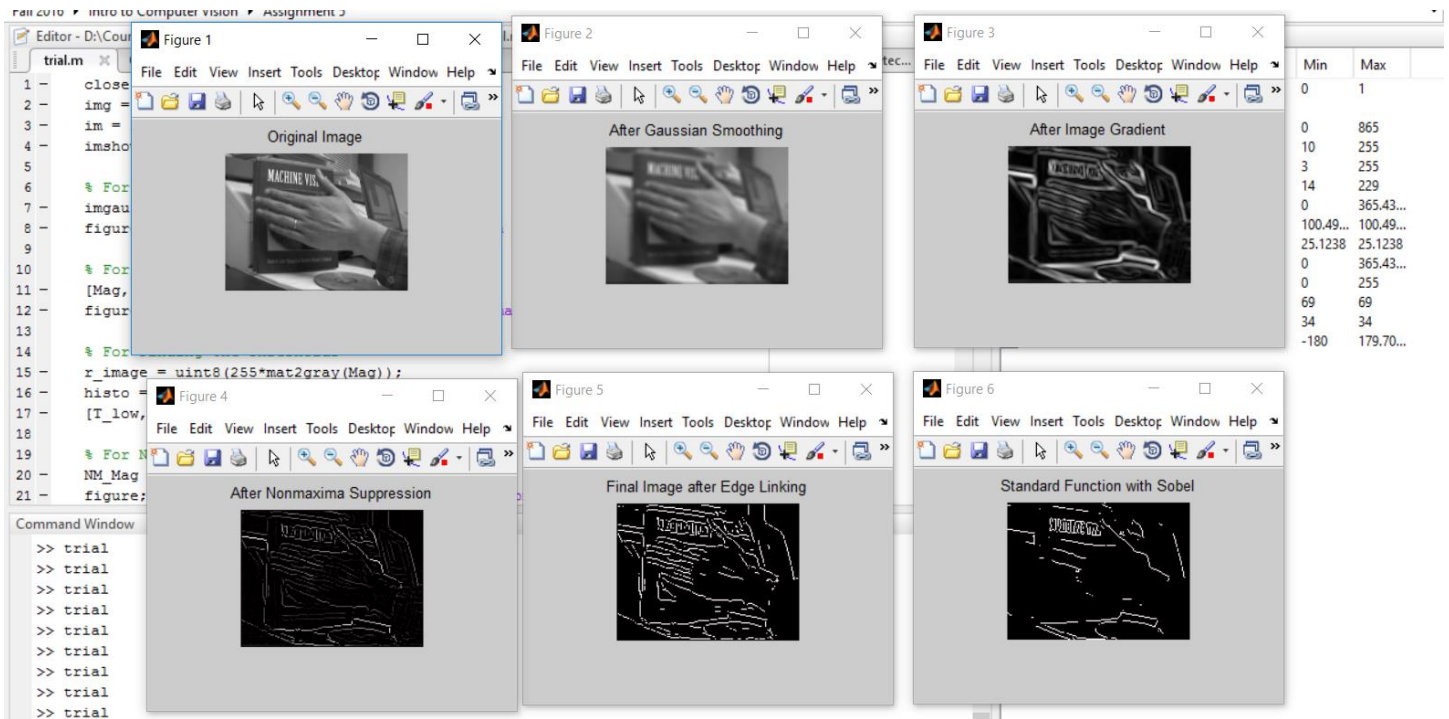 Fall 2016 ▸ Intro to Computer Vision ▸ Assignment 5
Editor - D:\Cour
trial.m
1 - close
2 - img =
3 - im =
4 - imsho
5
6 % For
7 - imgau
8 - figur
9
10 % For
11 - [Mag,
12 - figur
13
14 % For finding the thresholds
15 - r_image = uint8(255*mat2gray(Mag));
16 - histo =
17 - [T_low,
18
19 % For N
20 - NM_Mag
21 - figure;
Figure 1
File Edit View Insert Tools Desktop Window Help
Original Image
MACHINE VIS
Figure 2
File Edit View Insert Tools Desktop Window Help
After Gaussian Smoothing
tec...
Figure 3
File Edit View Insert Tools Desktop Window Help
After Image Gradient
Min Max
0 1
0 865
10 255
3 255
14 229
0 365.43...
100.49... 100.49...
25.1238 25.1238
0 365.43...
0 255
69 69
34 34
-180 179.70...
Figure 4
File Edit View Insert Tools Desktop Window Help
After Nonmaxima Suppression
Figure 5
File Edit View Insert Tools Desktop Window Help
Final Image after Edge Linking
Figure 6
File Edit View Insert Tools Desktop Window Help
Standard Function with Sobel
Command Window
>> trial
>> trial
>> trial
>> trial
>> trial
>> trial
>> trial
>> trial
>> trial